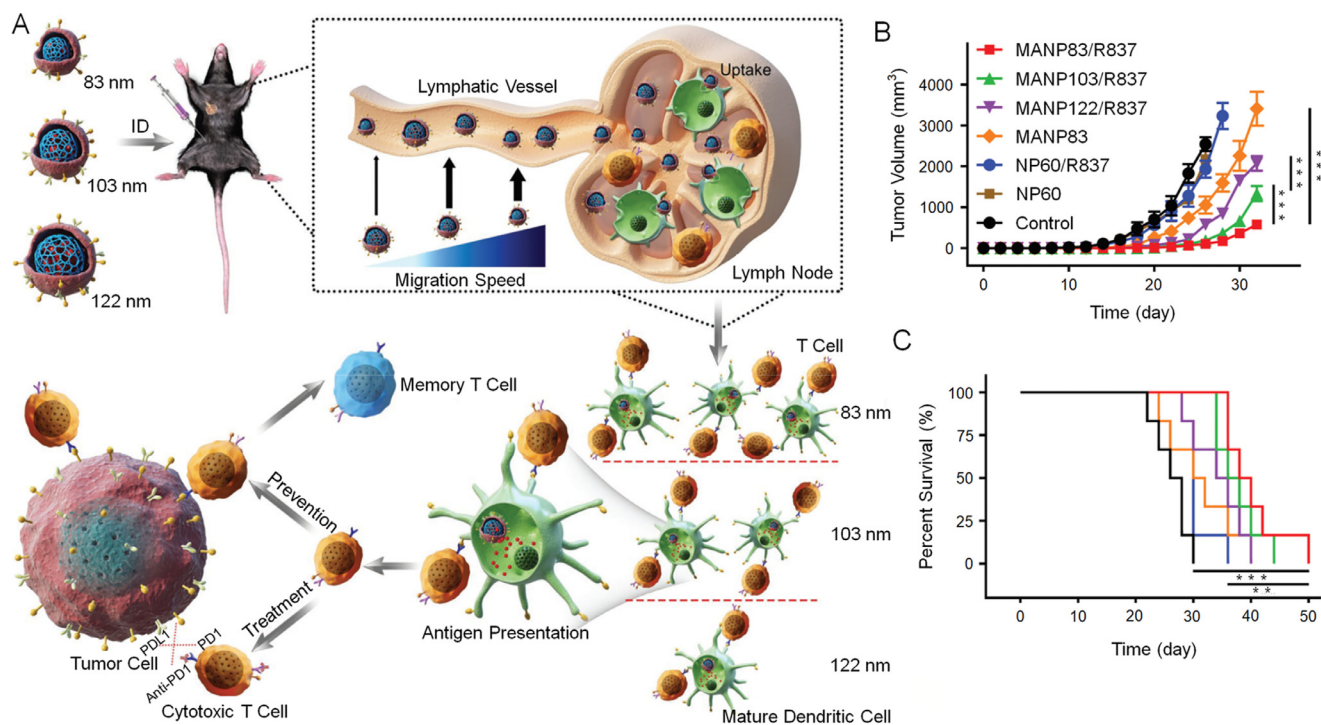 A
83 nm
103 nm
122 nm
ID
Lymphatic Vessel
Uptake
Migration Speed
Lymph Node
T Cell
83 nm
103 nm
122 nm
Mature Dendritic Cell
Antigen Presentation
Prevention
Treatment
Memory T Cell
Tumor Cell
PDL1
PD1
Anti-PD1
Cytotoxic T Cell
B
MANP83/R837
MANP103/R837
MANP122/R837
MANP83
NP60/R837
NP60
Control
Tumor Volume (mm³)
4000
3000
2000
1000
0
0
10
20
30
Time (day)
***
***
***
C
Percent Survival (%)
100
75
50
25
0
0
10
20
30
40
50
Time (day)
***
**